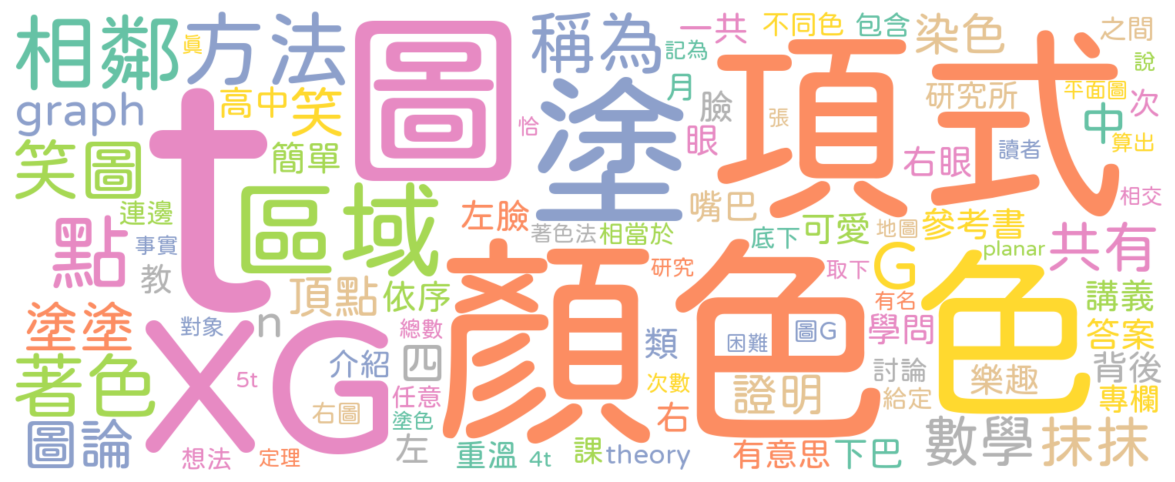 相鄰
眞
方法
圖
稱為
記為
一共
不同色
包含
染色
之間
說
graph
高中
笑
恰
塗
月
臉
眼
張
項式
研究所
平面圖
中
次
算出
笑圖
簡單
t
右眼
讀者
相交
連邊
區域
左臉
嘴巴
點
事實
著色法
相當於
底下
可愛
地圖
參考書
共有
教
頂點
依序
顏色
研究
取下
G
planar
色
講義
塗塗
對象
n
總數
有名
學問
答案
x
G
介紹
四
類
困難
圖G
背後
著色
5t
任意
次數
證明
討論
樂趣
給定
專欄
右圖
塗色
右
圖論
想法
定理
左
重溫
4t
課
theory
有意思
下巴
數學
抹抹